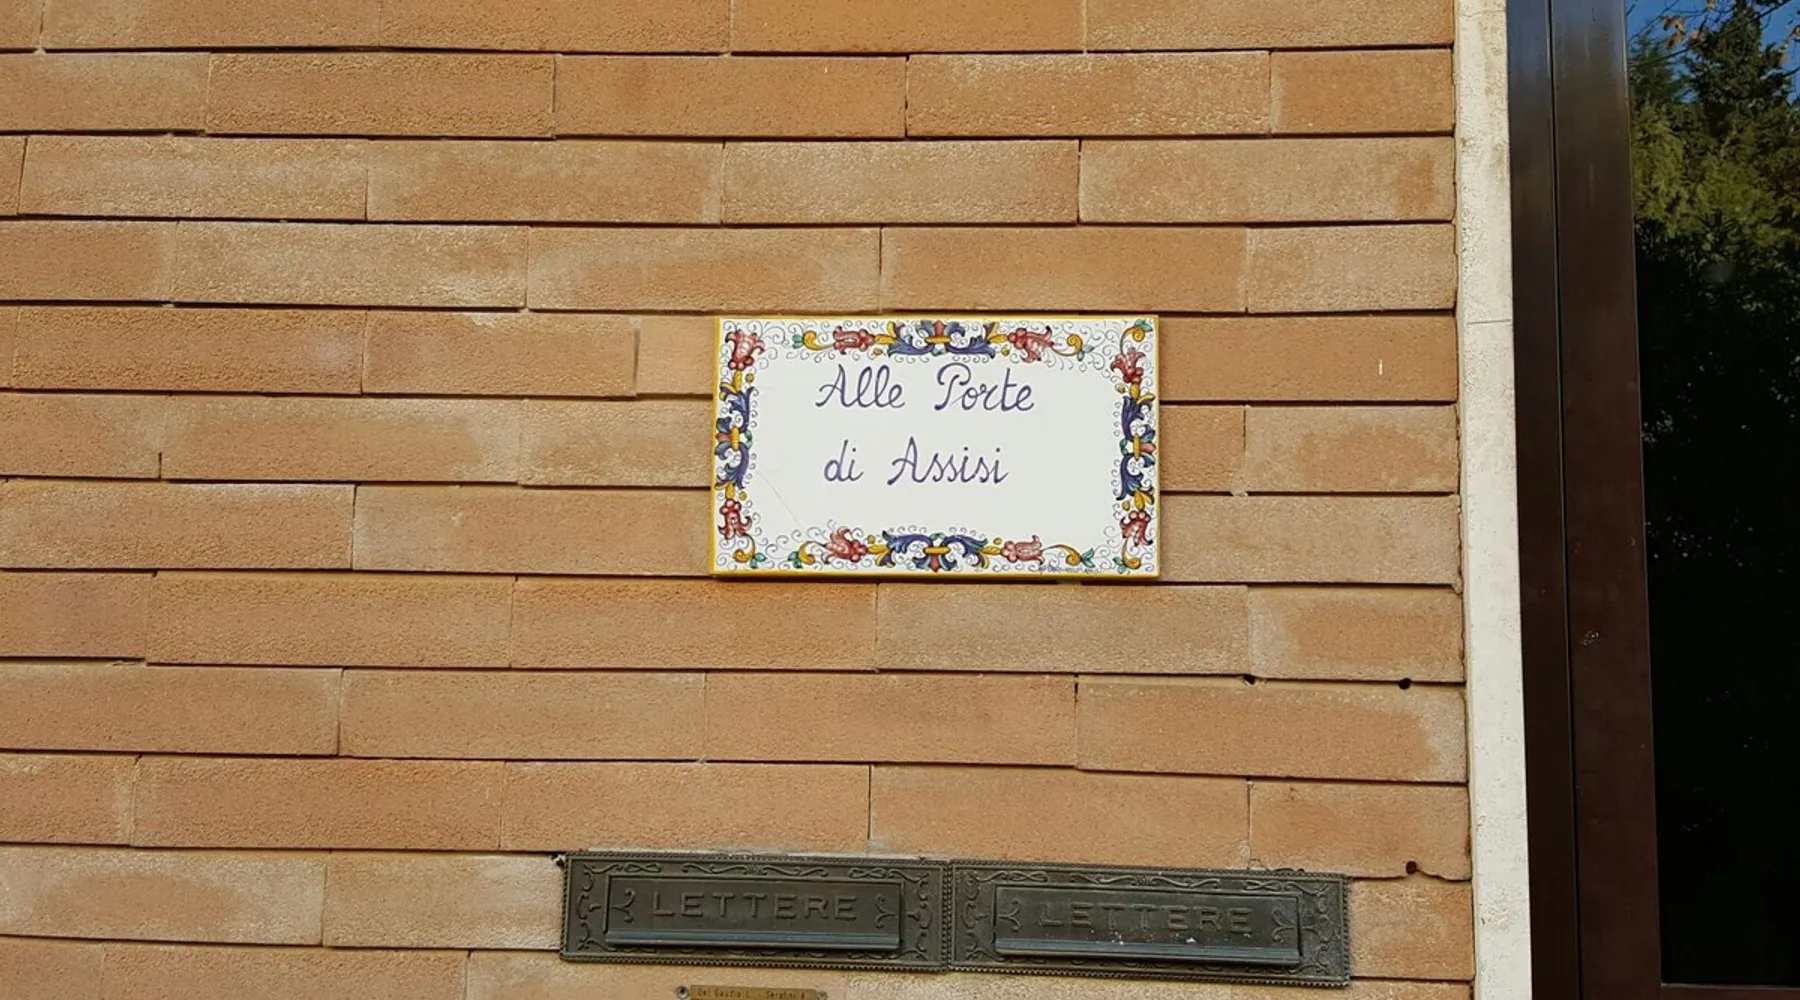 Alle Porte
di Assisi
LETTERE
LETTERE